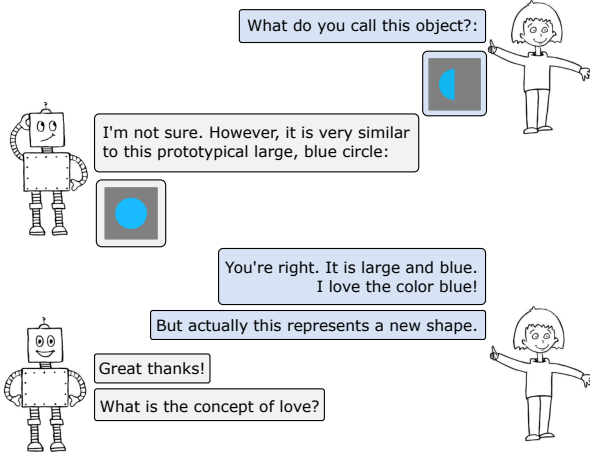 What do you call this object?:
?
I'm not sure. However, it is very similar
to this prototypical large, blue circle:
You're right. It is large and blue.
I love the color blue!
But actually this represents a new shape.
?
Great thanks!
What is the concept of love?